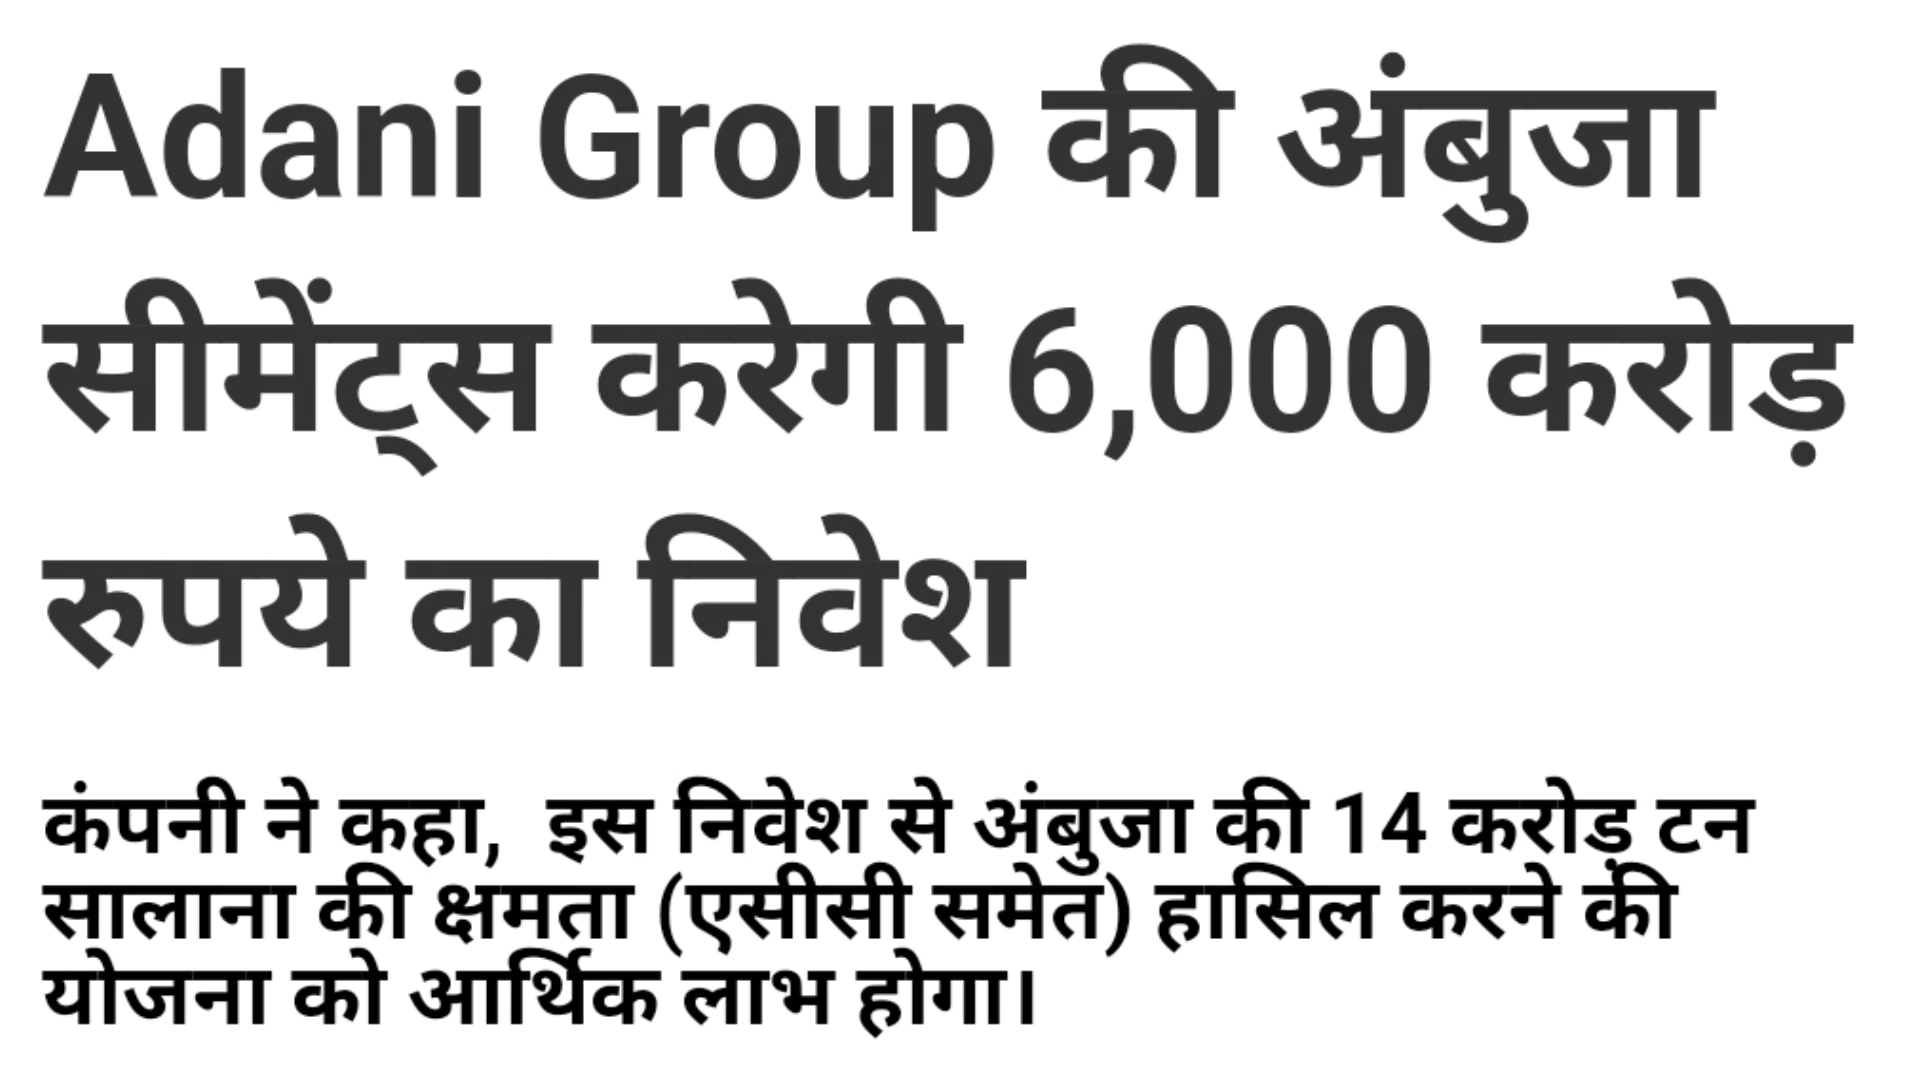 Adani Group की अंबुजा
सीमेंट्स करेगी 6,000 करोड़
रुपये का निवेश
कंपनी ने कहा, इस निवेश से अंबुजा की 14 करोड़ टन
सालाना की क्षमता (एसीसी समेत) हासिल करने की
योजना को आर्थिक लाभ होगा।